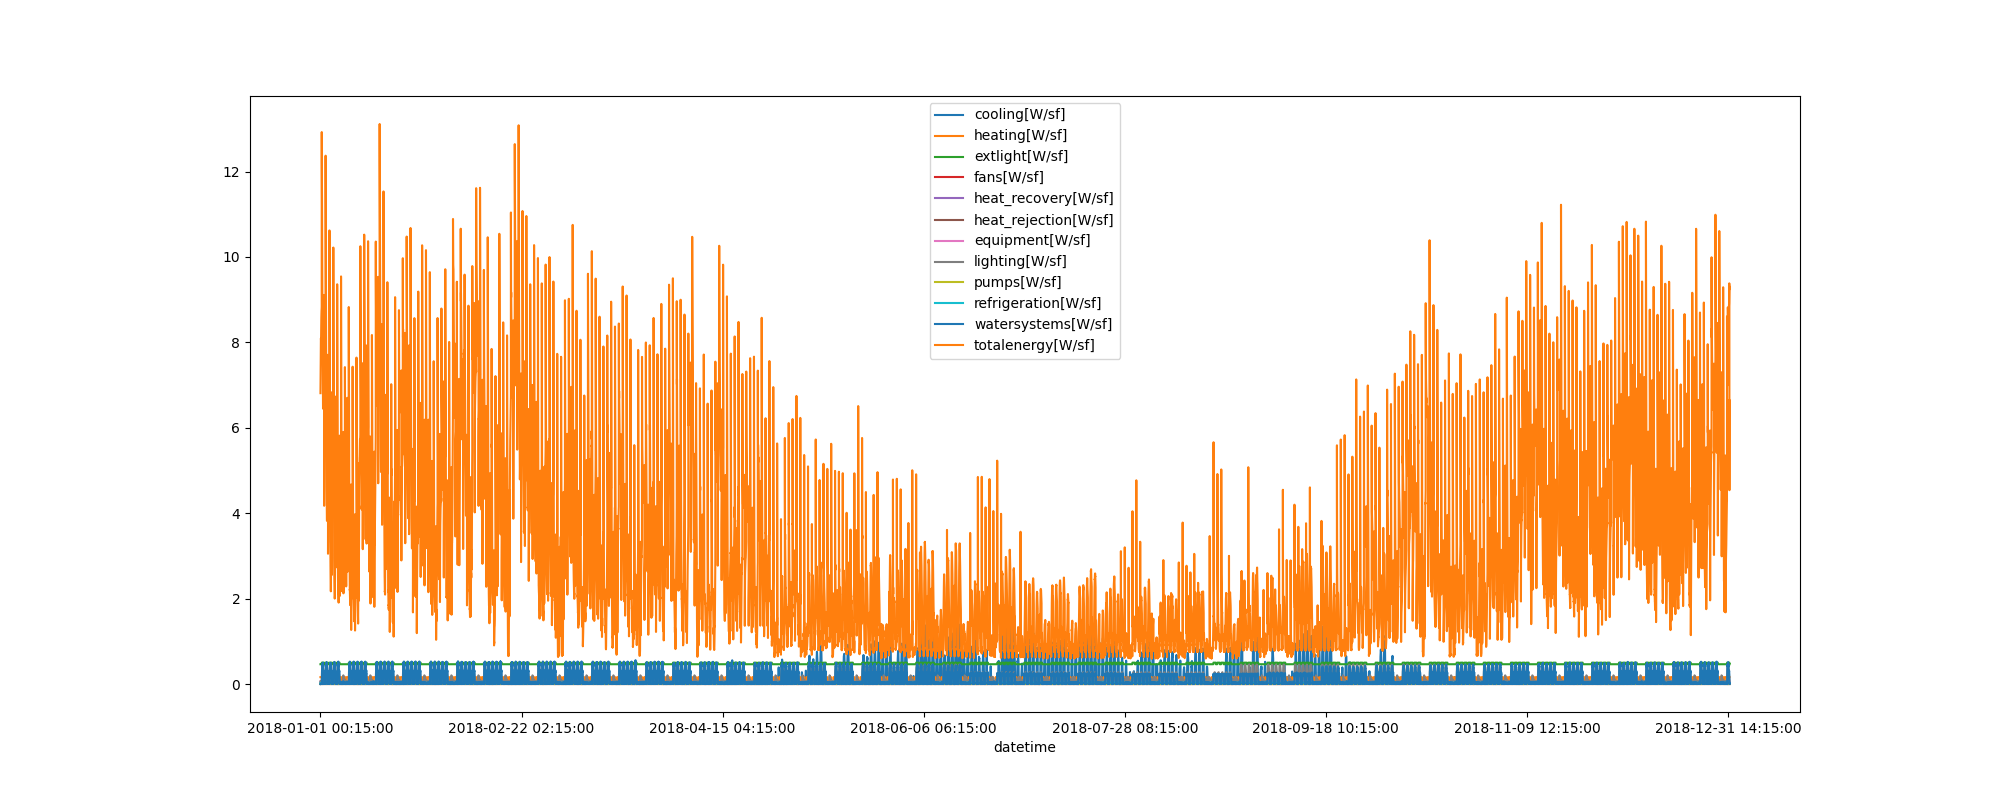 cooling[W/sf]
heating[W/sf]
extlight[W/sf]
fans[W/sf]
heat_recovery[W/sf]
heat_rejection[W/sf]
equipment[W/sf]
lighting[W/sf]
pumps[W/sf]
refrigeration[W/sf]
watersystems[W/sf]
totalenergy[W/sf]
12
10
8
6
4
2
0
2018-01-01 00:15:00 2018-02-22 02:15:00 2018-04-15 04:15:00 2018-06-06 06:15:00 2018-07-28 08:15:00 2018-09-18 10:15:00 2018-11-09 12:15:00 2018-12-31 14:15:00
datetime